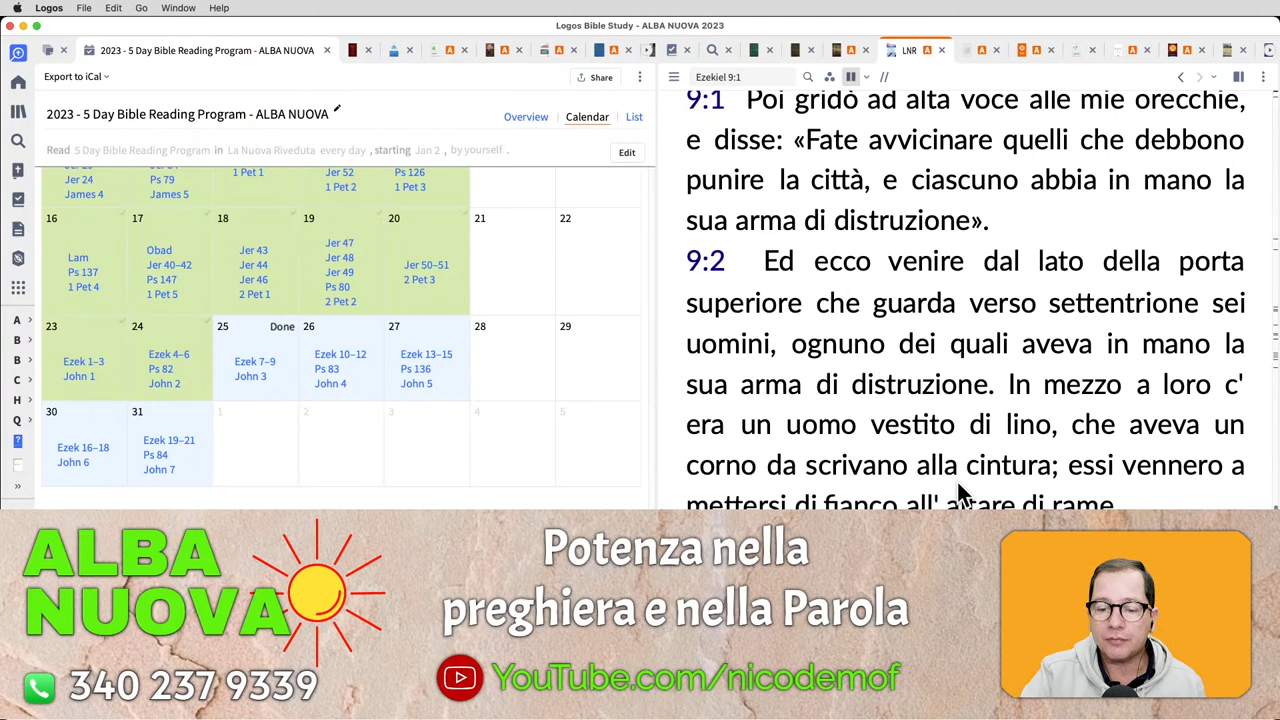 Logos File Edit Go Window Help
Logos Bible Study - ALBA NUOVA 2023
2023 - 5 Day Bible Reading Program - ALBA NUOVA
LNR
Export to iCal
Share
Ezekiel 9:1
2023 - 5 Day Bible Reading Program - ALBA NUOVA
Overview Calendar List
Read 5 Day Bible Reading Program in La Nuova Riveduta every day , starting Jan 2 , by yourself .
Edit
Jer 24
James 4
Ps 79
James 5
1 Pet 1
Jer 52
1 Pet 2
Ps 126
1 Pet 3
16 17 18 19 20 21 22
Lam
Ps 137
1 Pet 4
Obad
Jer 40–42
Ps 147
1 Pet 5
Jer 43
Jer 44
Jer 46
2 Pet 1
Jer 47
Jer 48
Jer 49
Ps 80
2 Pet 2
Jer 50–51
2 Pet 3
23 24 25 Done 26 27 28 29
Ezek 1–3
John 1
Ezek 4–6
Ps 82
John 2
Ezek 7–9
John 3
Ezek 10–12
Ps 83
John 4
Ezek 13–15
Ps 136
John 5
30 31 1 2 3 4 5
Ezek 16–18
John 6
Ezek 19–21
Ps 84
John 7
A
B
B
C
H
Q
9:1 Poi gridò ad alta voce alle mie orecchie,
e disse: «Fate avvicinare quelli che debbono
punire la città, e ciascuno abbia in mano la
sua arma di distruzione».
9:2 Ed ecco venire dal lato della porta
superiore che guarda verso settentrione sei
uomini, ognuno dei quali aveva in mano la
sua arma di distruzione. In mezzo a loro c'
era un uomo vestito di lino, che aveva un
corno da scrivano alla cintura; essi vennero a
mettersi di fianco all' altare di rame.
ALBA
NUOVA
340 237 9339
Potenza nella
preghiera e nella Parola
YouTube.com/nicodemof